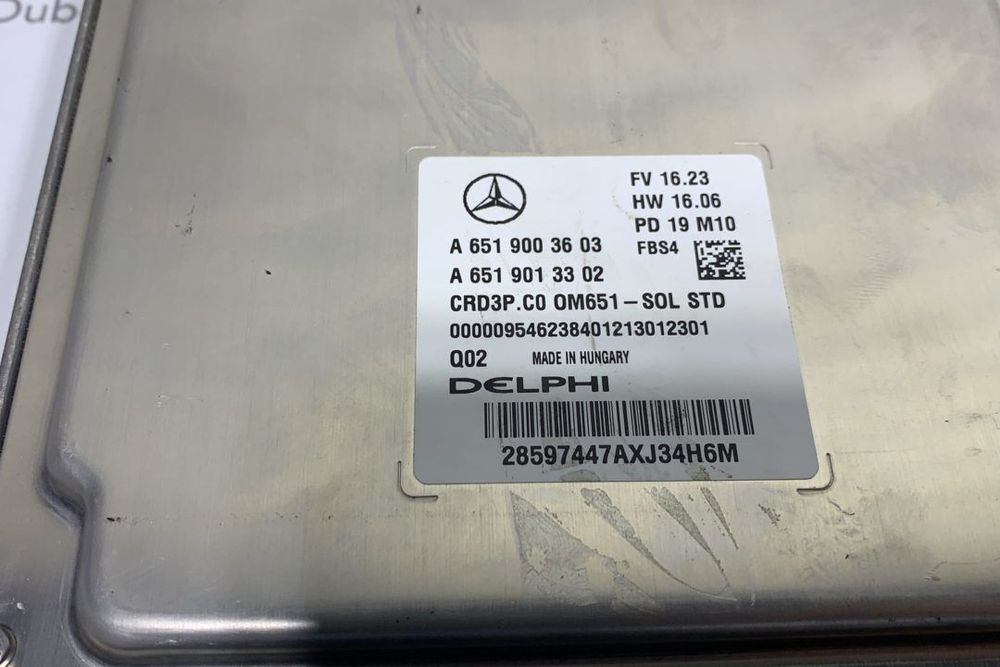 Dub
FV 16.23
HW 16.06
PD 19 M10
A 651 900 36 03
FBS4
A 651 901 33 02
CRD3P.C0 OM651-SOL STD
000009546238401213012301
Q02 MADE IN HUNGARY
DELPHI
28597447AXJ34H6M